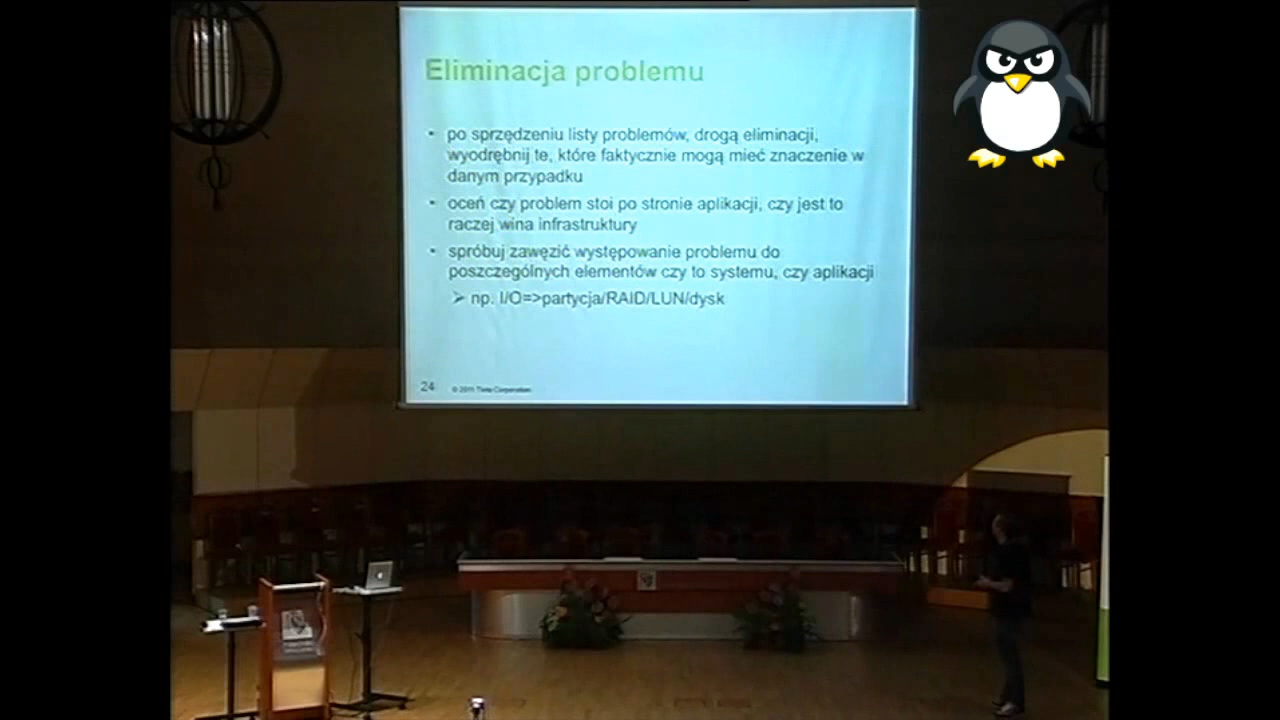 Eliminacja problemu
• po sprzędzeniu listy problemów, drogą eliminacji,
wyodrębnij te, które faktycznie mogą mieć znaczenie w
danym przypadku
• oceń czy problem stoi po stronie aplikacji, czy jest to
raczej wina infrastruktury
• spróbuj zawęzić występowanie problemu do
poszczególnych elementów czy to systemu, czy aplikacji
➢ np. I/O=>partycja/RAID/LUN/dysk
24 © 2011 Corporation